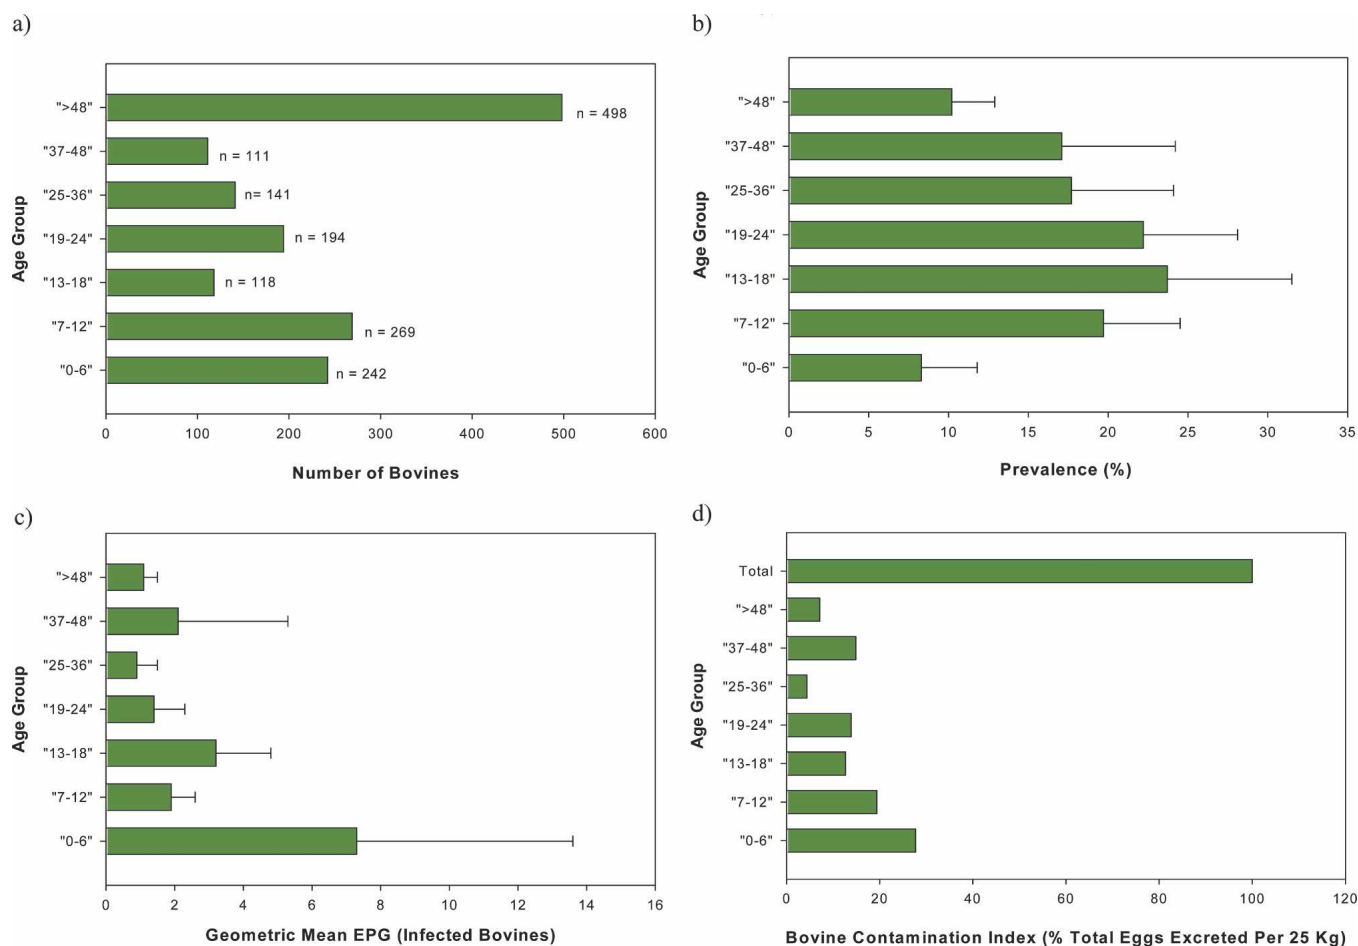 a)
">48"
"37-48"
"25-36"
"19-24"
"13-18"
"7-12"
"0-6"
Age Group
n = 498
n = 111
n= 141
n = 194
n = 118
n = 269
n = 242
0 100 200 300 400 500 600
Number of Bovines
b)
">48"
"37-48"
"25-36"
"19-24"
"13-18"
"7-12"
"0-6"
Age Group
0 5 10 15 20 25 30 35
Prevalence (%)
c)
">48"
"37-48"
"25-36"
"19-24"
"13-18"
"7-12"
"0-6"
Age Group
0 2 4 6 8 10 12 14 16
Geometric Mean EPG (Infected Bovines)
d)
Total
">48"
"37-48"
"25-36"
"19-24"
"13-18"
"7-12"
"0-6"
Age Group
0 20 40 60 80 100 120
Bovine Contamination Index (% Total Eggs Excreted Per 25 Kg)